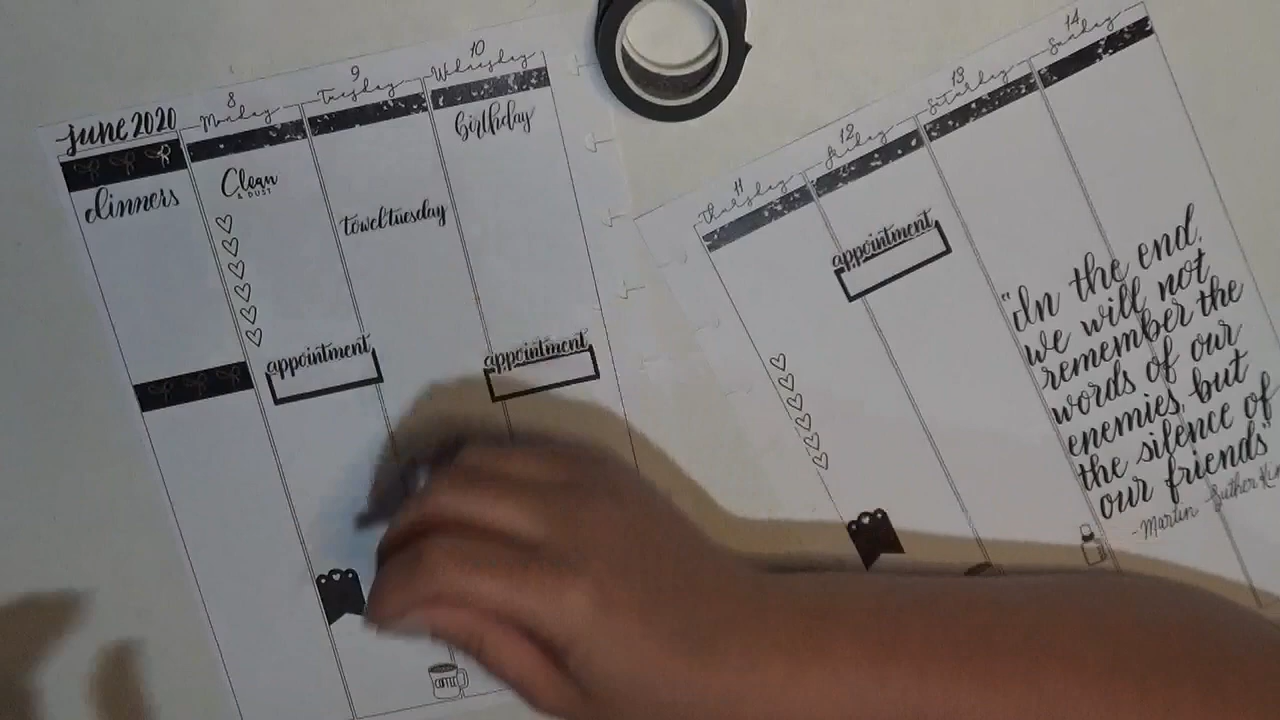 june 2020
dinners
8
Monday
Clean
& DUST
appointment
9
Tuesday
towel tuesday
COFFEE
10
Wednesday
birthday
appointment
11
Thursday
12
Friday
appointment
13
Saturday
14
Sunday
"In the end,
we will not
remember the
words of our
enemies, but
the silence of
our friends"
-Martin Luther Kin